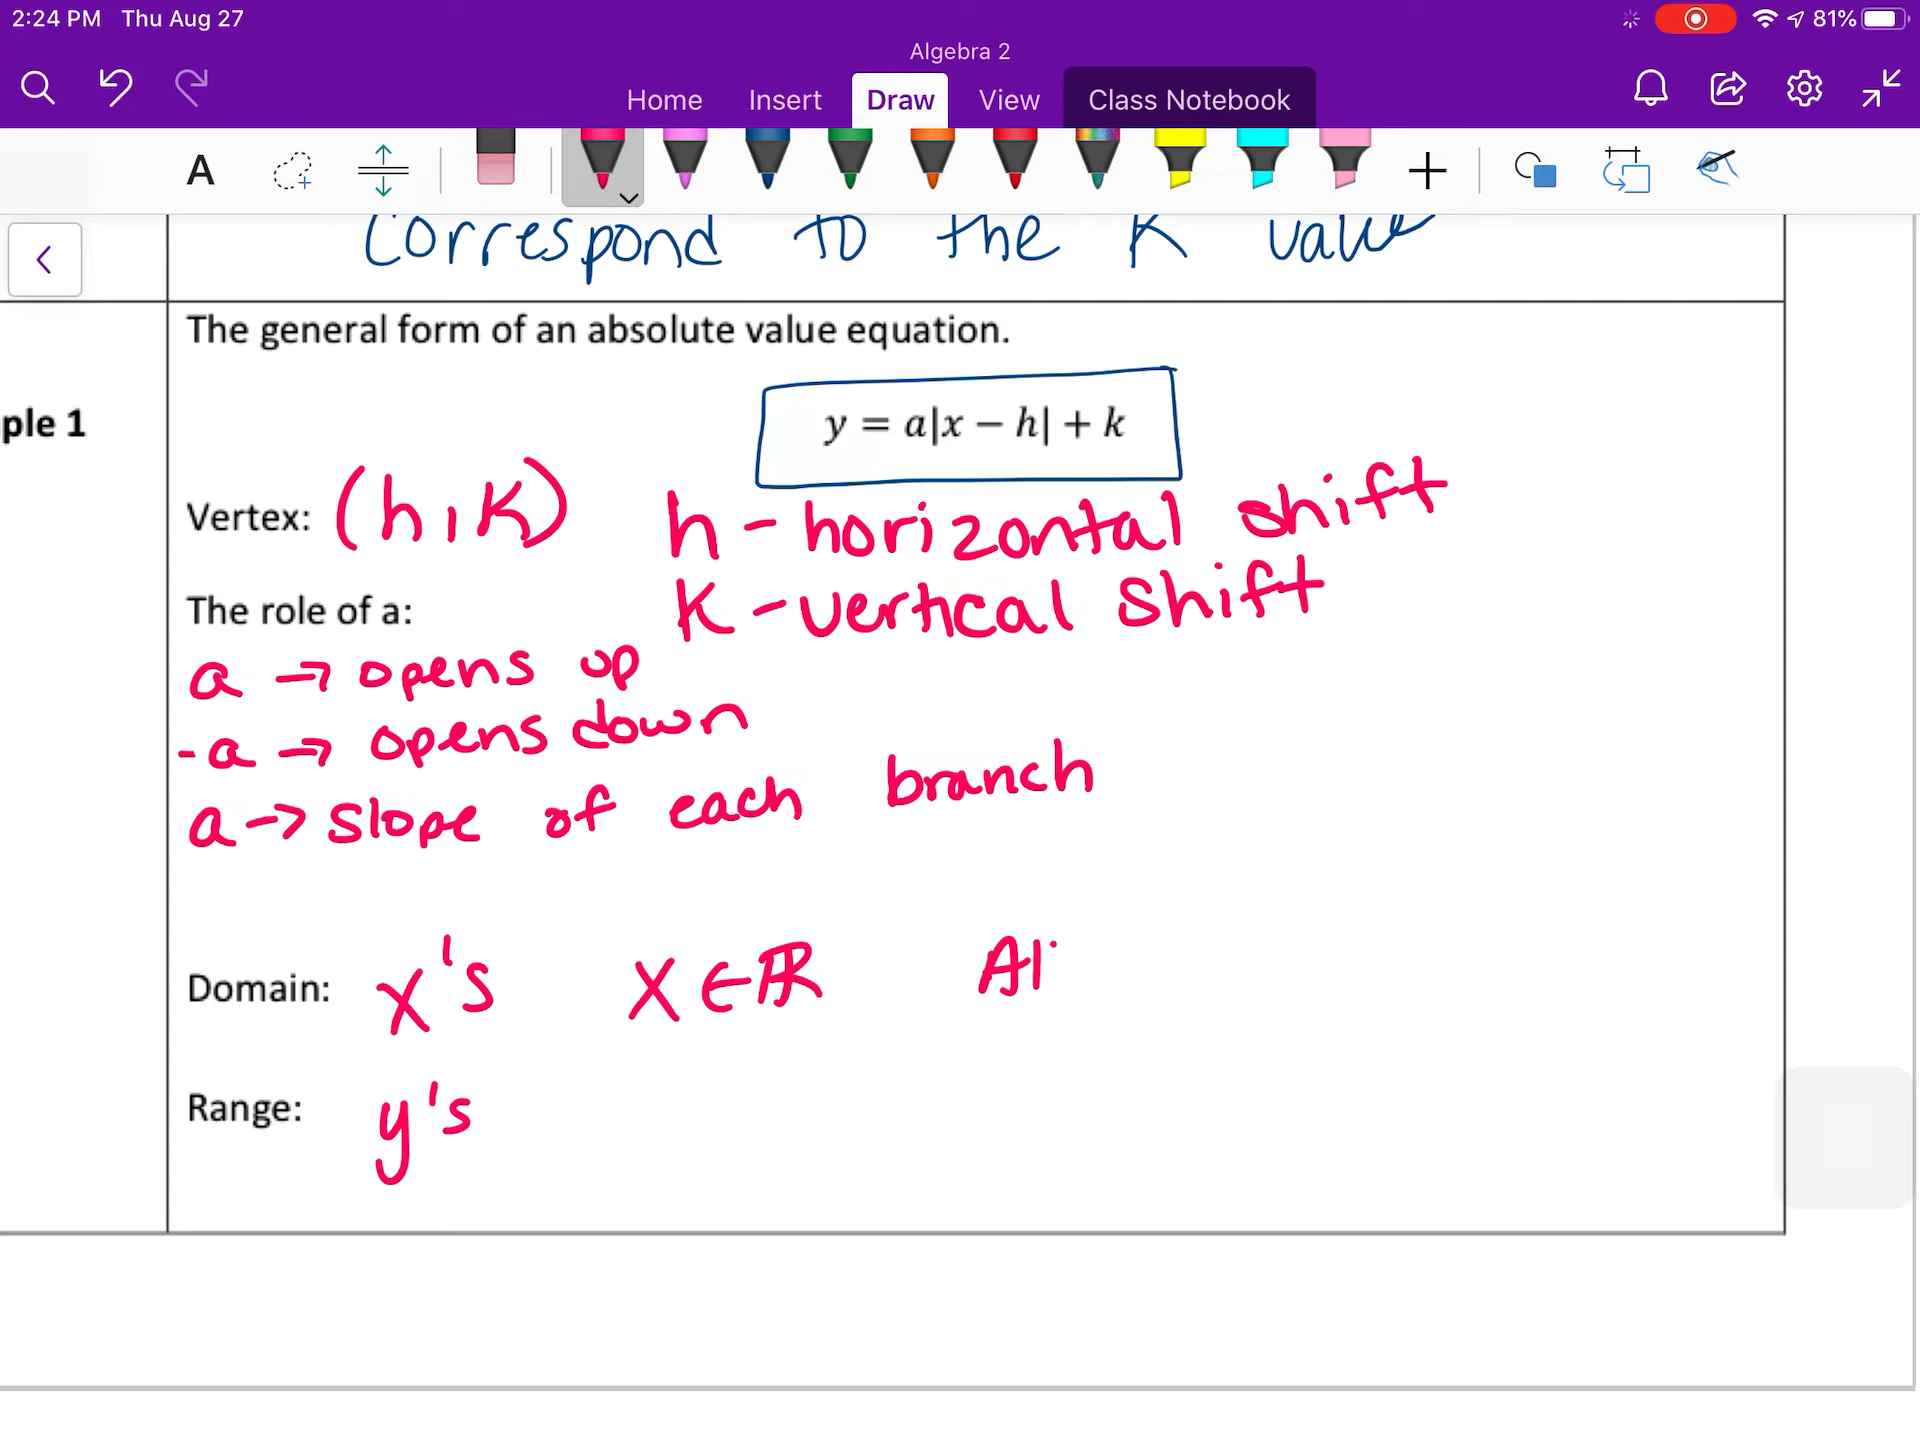 2:24 PM Thu Aug 27
81%
Algebra 2
Home Insert Draw View Class Notebook
A
Correspond to the K value
The general form of an absolute value equation.
ple 1
y = a|x − h| + k
Vertex: (h, K) h - horizontal shift
The role of a: K - vertical shift
a → opens up
-a → opens down
a → slope of each branch
Domain: x's X ∈ ℝ Al
Range: y's